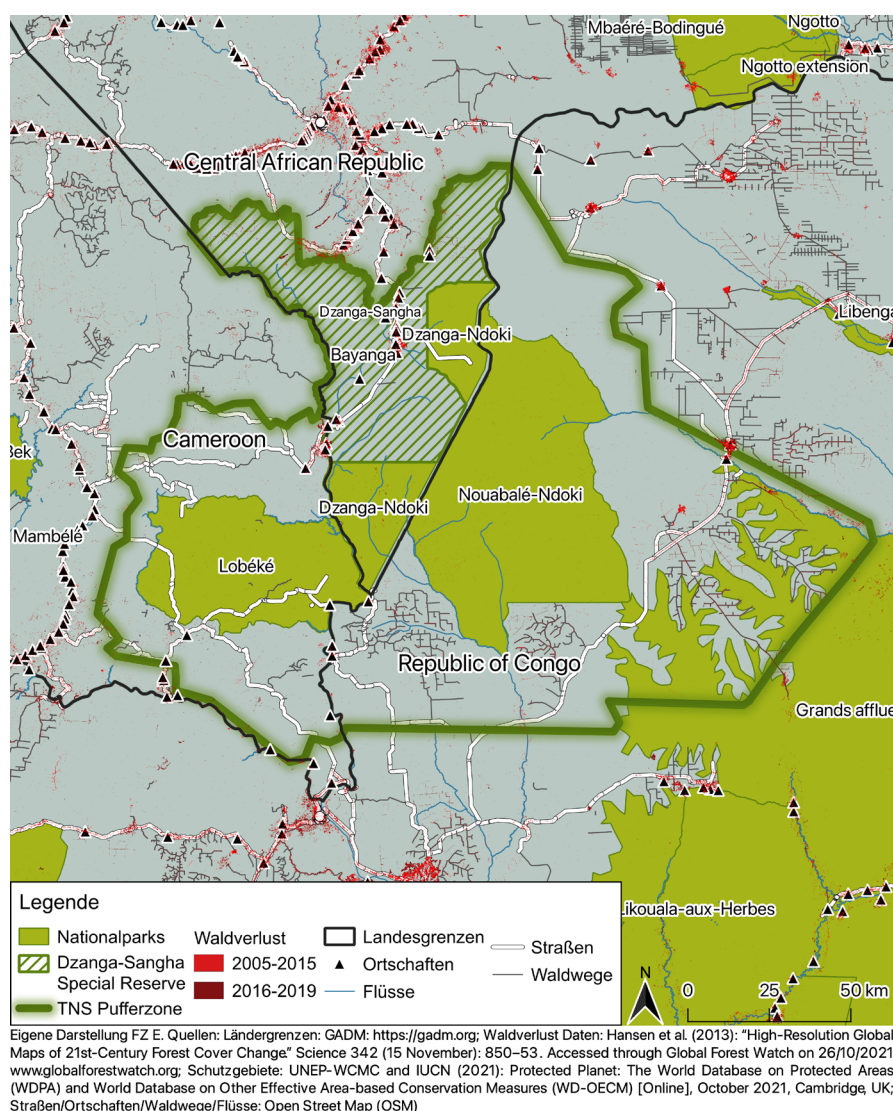 Ngotto
Mbaéré-Bodingué
Ngotto extension
Central African Republic
Libenga
Dzanga-Sangha
Dzanga-Ndoki
Bayanga
Cameroon
Bek
Dzanga-Ndoki
Nouabalé-Ndoki
Mambélé
Lobéké
Republic of Congo
Grands afflue
Likouala-aux-Herbes
Legende
Nationalparks
Dzanga-Sangha
Special Reserve
TNS Pufferzone
Waldverlust
2005-2015
2016-2019
Landesgrenzen
Ortschaften
Flüsse
Straßen
Waldwege
N
0 25 50 km
Eigene Darstellung FZ E. Quellen: Ländergrenzen: GADM: https://gadm.org; Waldverlust Daten: Hansen et al. (2013): “High-Resolution Global
Maps of 21st-Century Forest Cover Change” Science 342 (15 November): 850–53. Accessed through Global Forest Watch on 26/10/2021
www.globalforestwatch.org; Schutzgebiete: UNEP-WCMC and IUCN (2021): Protected Planet: The World Database on Protected Areas
(WDPA) and World Database on Other Effective Area-based Conservation Measures (WD-OECM) [Online], October 2021, Cambridge, UK;
Straßen/Ortschaften/Waldwege/Flüsse: Open Street Map (OSM)